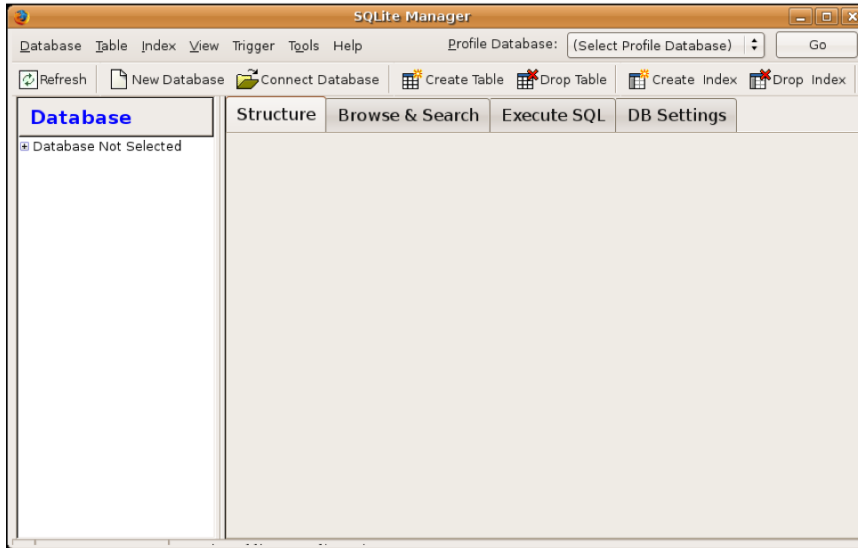 SQLite Manager
Database Table Index View Trigger Tools Help Profile Database: (Select Profile Database) Go
Refresh New Database Connect Database Create Table Drop Table Create Index Drop Index
Database Structure Browse & Search Execute SQL DB Settings
Database Not Selected